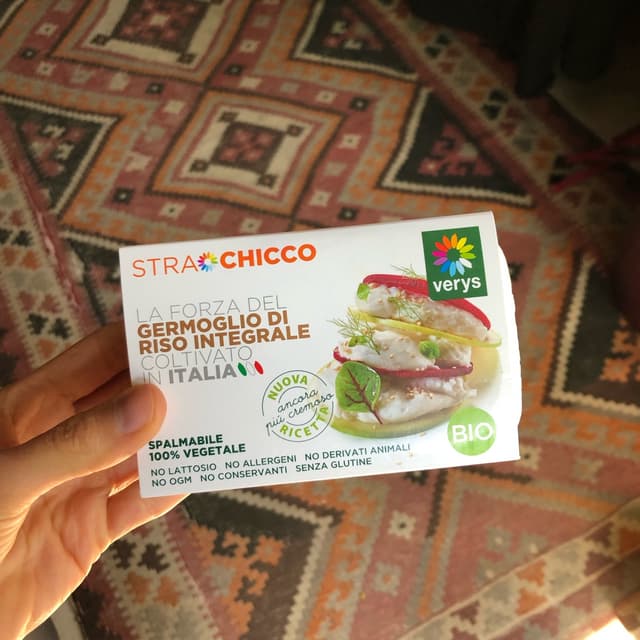 STRACHICCO
verys
LA FORZA DEL
GERMOGLIO DI
RISO INTEGRALE
COLTIVATO
IN ITALIA
NUOVA
ancora
più cremoso
RICETTA
BIO
SPALMABILE
100% VEGETALE
NO LATTOSIO NO ALLERGENI NO DERIVATI ANIMALI
NO OGM NO CONSERVANTI SENZA GLUTINE